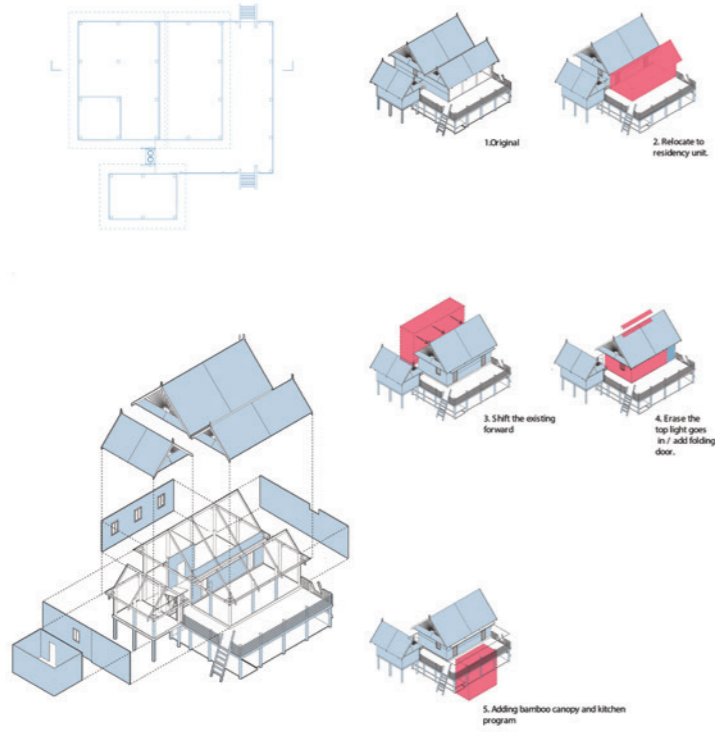 1.Original
2. Relocate to
residency unit.
3. Shift the existing
forward
4. Erase the
top light goes
in / add folding
door.
5. Adding bamboo canopy and kitchen
program